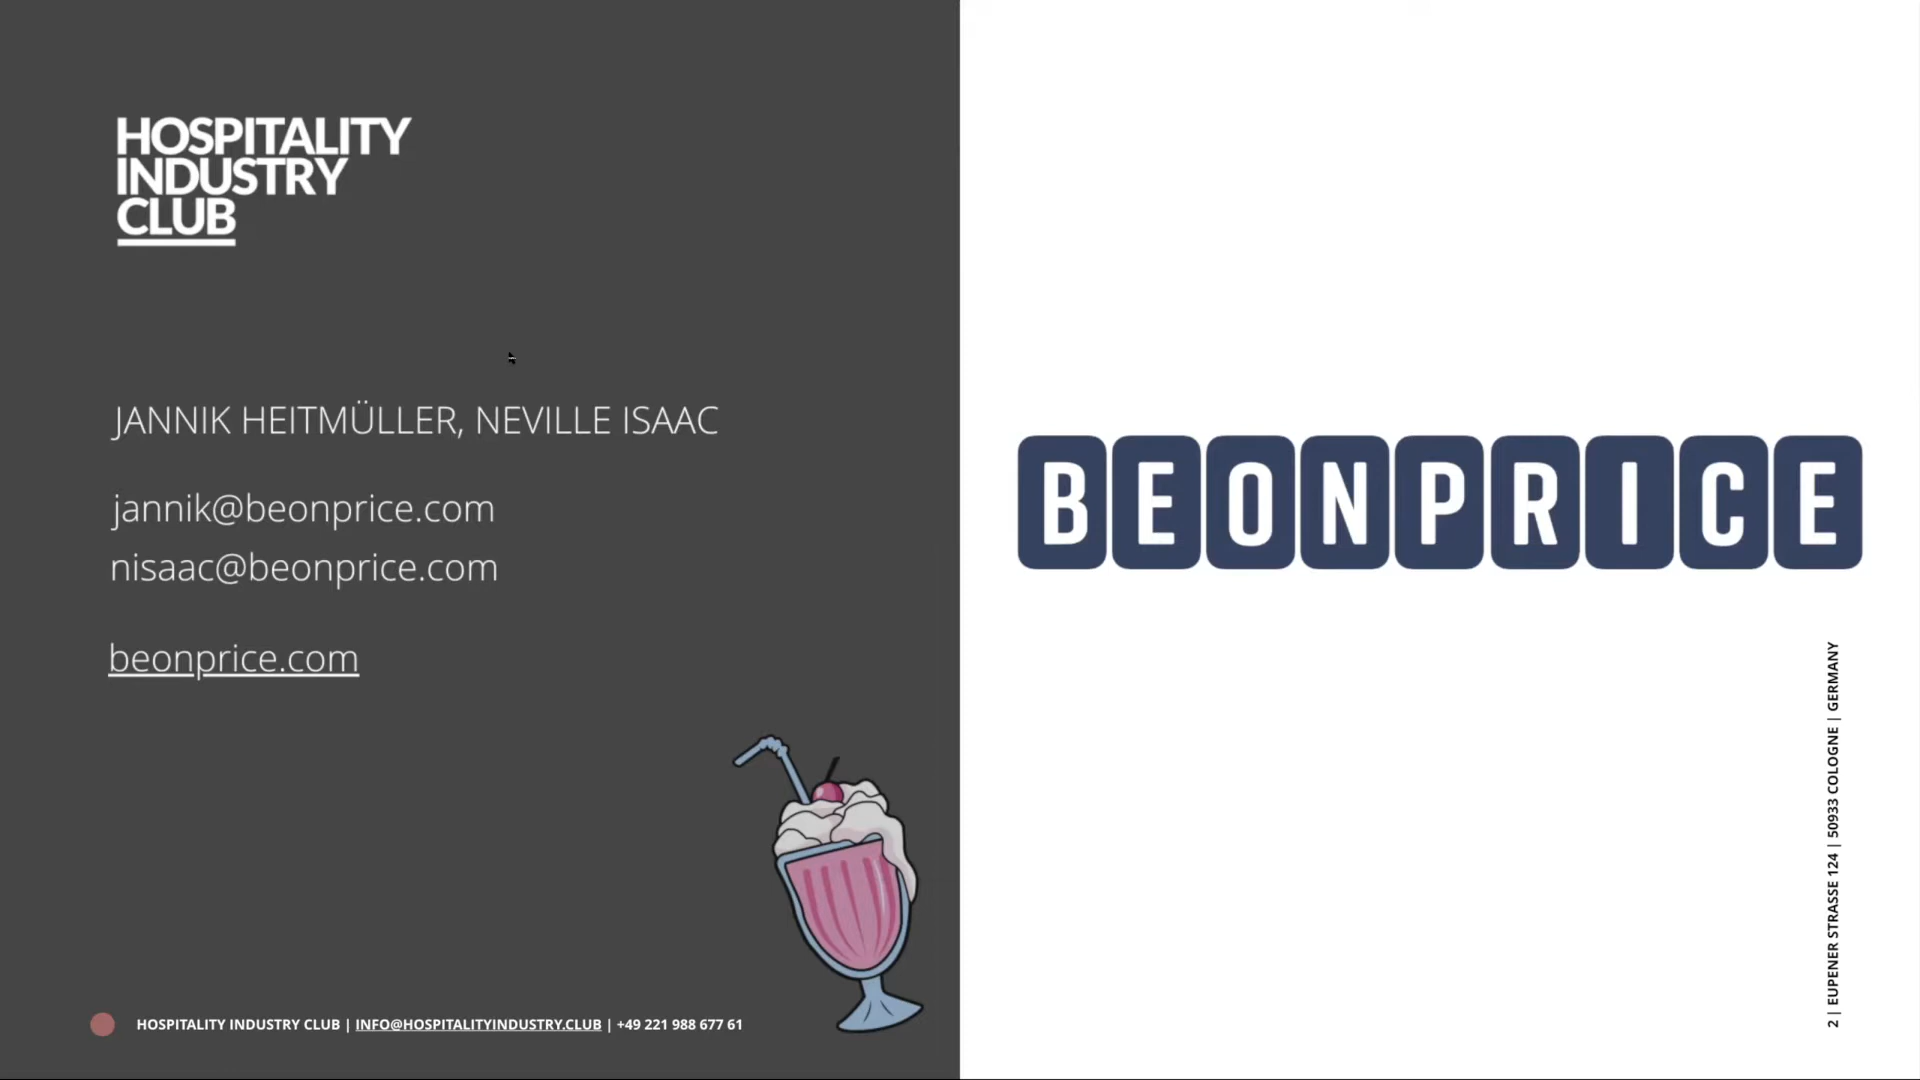 HOSPITALITY
INDUSTRY
CLUB
JANNIK HEITMÜLLER, NEVILLE ISAAC
jannik@beonprice.com
nisaac@beonprice.com
beonprice.com
HOSPITALITY INDUSTRY CLUB | INFO@HOSPITALITYINDUSTRY.CLUB | +49 221 988 677 61
BEONPRICE
2 | EUPENER STRASSE 124 | 50933 COLOGNE | GERMANY